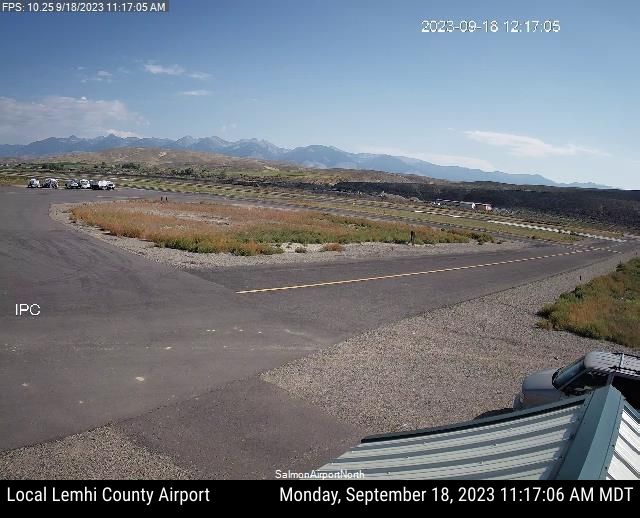 FPS: 10.25 9/18/2023 11:17:05 AM
2023-09-18 12:17:05
IPC
SalmonAirportNorth
Local Lemhi County Airport Monday, September 18, 2023 11:17:06 AM MDT